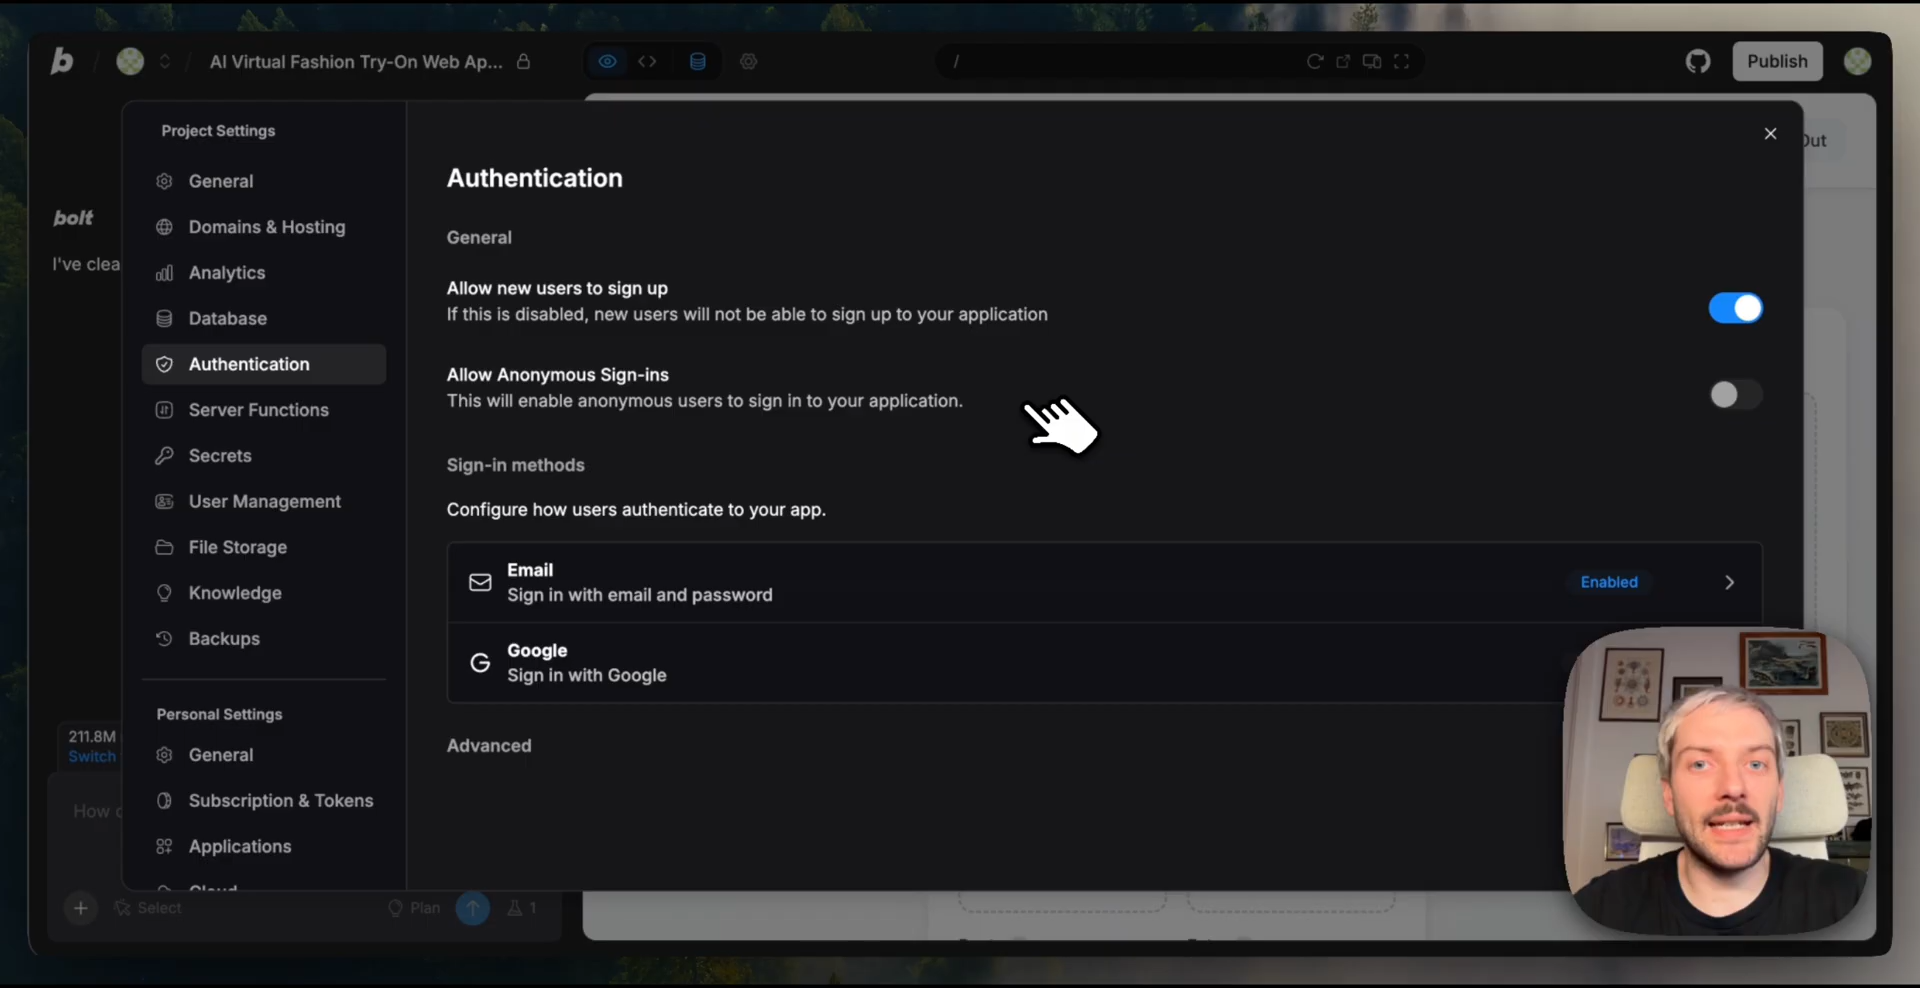 b
AI Virtual Fashion Try-On Web Ap...
/
Publish
bolt
I've clea
211.8M
Switch
Select
Plan
1
Out
Project Settings
General
Domains & Hosting
Analytics
Database
Authentication
Server Functions
Secrets
User Management
File Storage
Knowledge
Backups
Personal Settings
General
Subscription & Tokens
Applications
Cloud
Authentication
General
Allow new users to sign up
If this is disabled, new users will not be able to sign up to your application
Allow Anonymous Sign-ins
This will enable anonymous users to sign in to your application.
Sign-in methods
Configure how users authenticate to your app.
Email
Sign in with email and password
Enabled
Google
Sign in with Google
Advanced